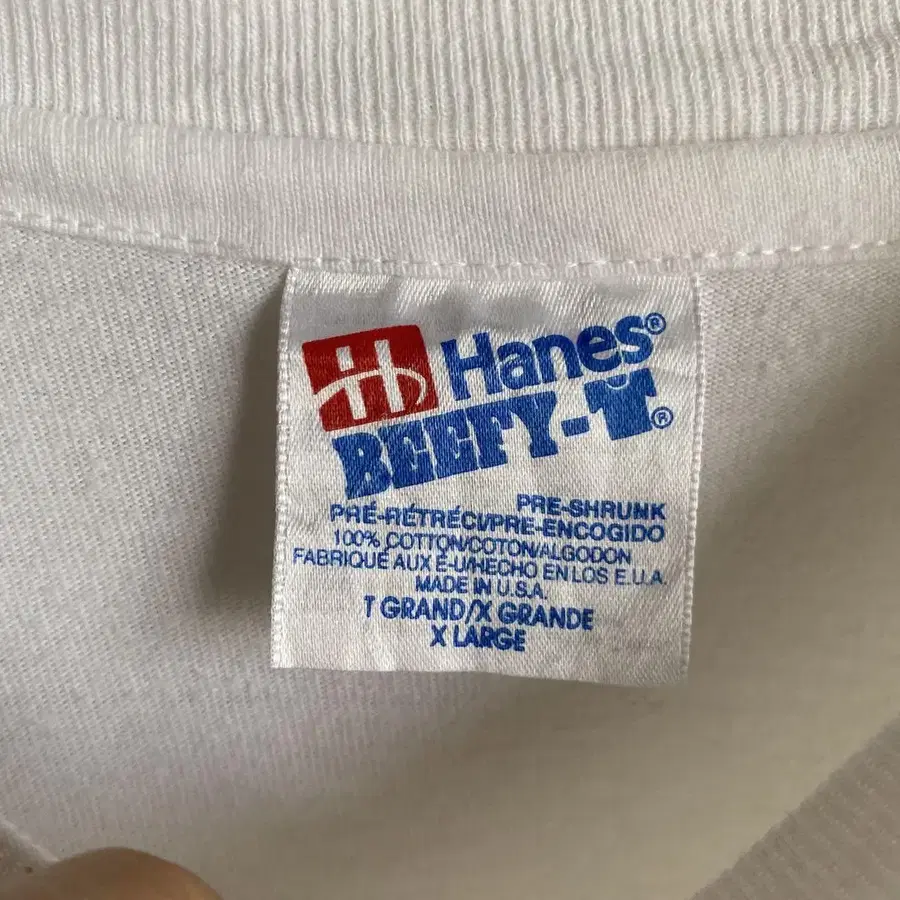 H Hanes®
BEEFY-T®
PRE-SHRUNK
PRÉ-RÉTRÉCI/PRE-ENCOGIDO
100% COTTON/COTON/ALGODON
FABRIQUÉ AUX É-U/HECHO EN LOS E.U.A.
MADE IN U.S.A.
T GRAND/X GRANDE
X LARGE